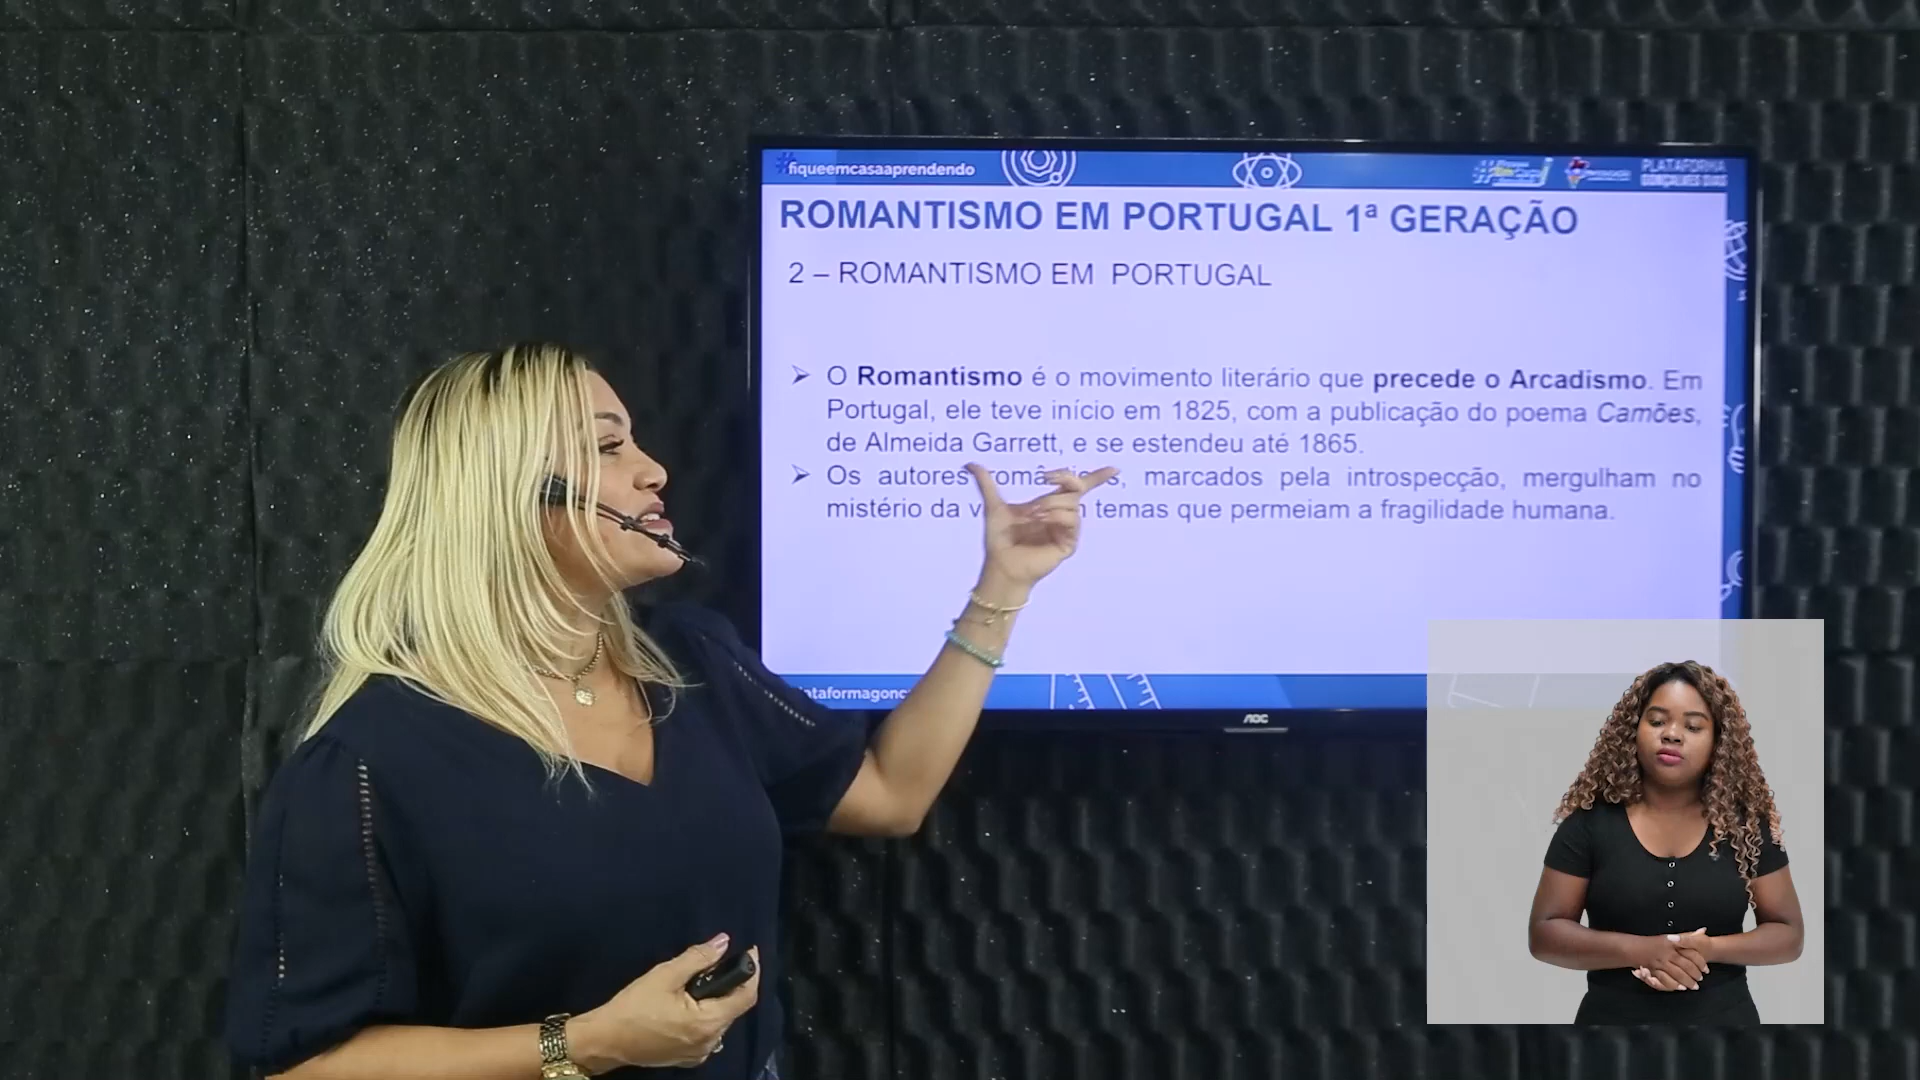 #fiqueemcasaaprendendo
PLATAFORMA
GONÇALVES DIAS
ROMANTISMO EM PORTUGAL 1ª GERAÇÃO
2 – ROMANTISMO EM PORTUGAL
➢ O Romantismo é o movimento literário que precede o Arcadismo. Em
Portugal, ele teve início em 1825, com a publicação do poema Camões,
de Almeida Garrett, e se estendeu até 1865.
➢ Os autores marcados pela introspecção, mergulham no
mistério da temas que permeiam a fragilidade humana.
AOC